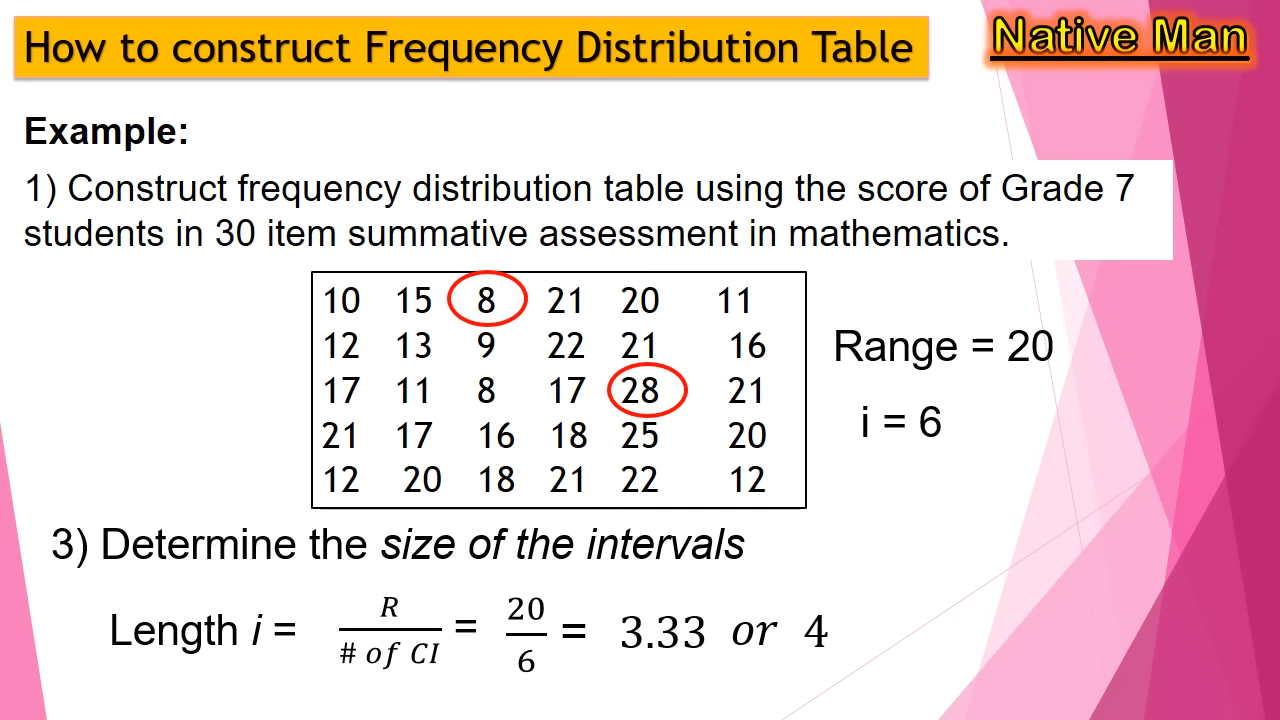 How to construct Frequency Distribution Table
Native Man
Example:
1) Construct frequency distribution table using the score of Grade 7
students in 30 item summative assessment in mathematics.
10 15 8 21 20 11
12 13 9 22 21 16
17 11 8 17 28 21
21 17 16 18 25 20
12 20 18 21 22 12
Range = 20
i = 6
3) Determine the size of the intervals
Length i = R / # of CI = 20 / 6 = 3.33 or 4